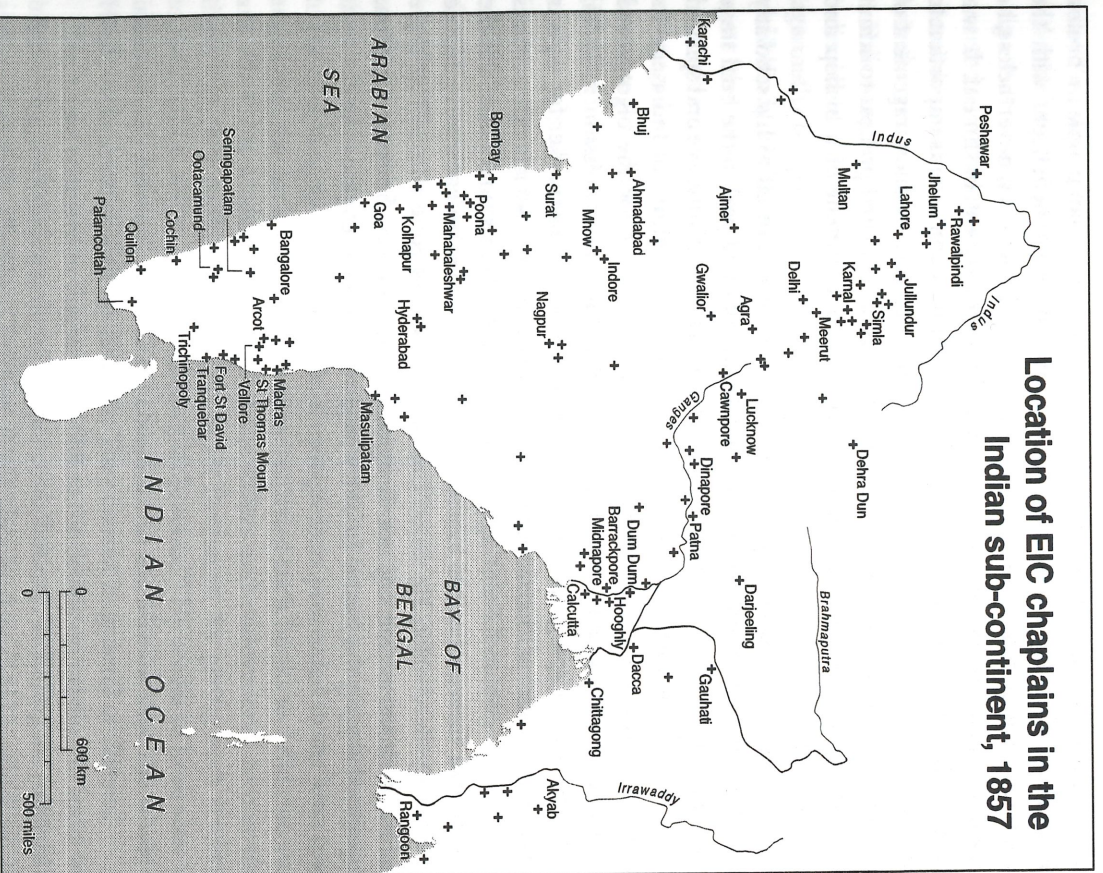 Location of EIC chaplains in the
Indian sub-continent, 1857
Peshawar
Indus
Indus
Rawalpindi
Jhelum
Lahore
Jullundur
Multan
Simla
Karnal
Dehra Dun
Meerut
Delhi
Karachi
Brahmaputra
Ajmer
Agra
Gwalior
Lucknow
Cawnpore
Ganges
Darjeeling
Gauhati
Dinapore
Patna
Bhuj
Ahmadabad
Indore
Mhow
Dum Dum
Barrackpore
Midnapore
Hooghly
Calcutta
Dacca
Chittagong
Irrawaddy
Akyab
Rangoon
Surat
Nagpur
Bombay
Poona
Mahabaleshwar
Kolhapur
Goa
Hyderabad
Masulipatam
ARABIAN
SEA
BAY OF
BENGAL
Bangalore
Seringapatam
Ootacamund
Cochin
Quilon
Palamcottah
Arcot
Madras
St Thomas Mount
Vellore
Fort St David
Tranquebar
Trichinopoly
INDIAN OCEAN
0
600 km
0
500 miles